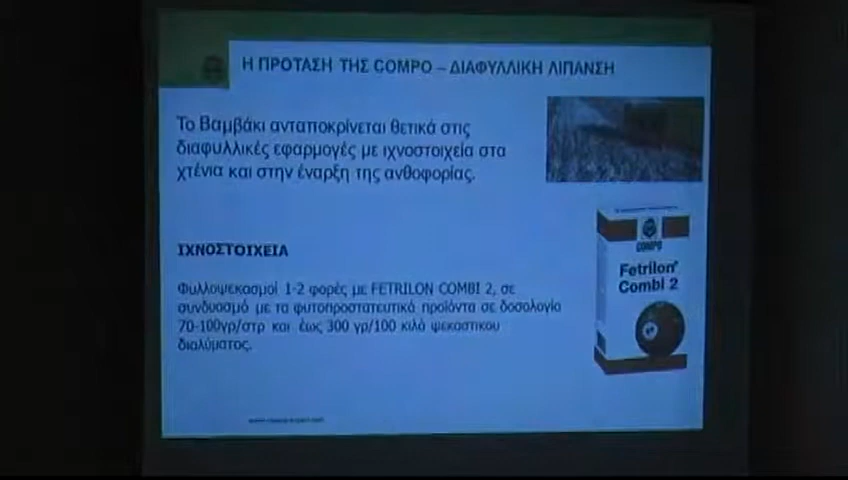 Η ΠΡΟΤΑΣΗ ΤΗΣ COMPO – ΔΙΑΦΥΛΛΙΚΗ ΛΙΠΑΝΣΗ
Το Βαμβάκι ανταποκρίνεται θετικά στις
διαφυλλικές εφαρμογές με ιχνοστοιχεία στα
χτένια και στην έναρξη της ανθοφορίας.
ΙΧΝΟΣΤΟΙΧΕΙΑ
Φυλλοψεκασμοί 1-2 φορές με FETRILON COMBI 2, σε
συνδυασμό με τα φυτοπροστατευτικά προϊόντα σε δοσολογία
70-100γρ/στρ και έως 300 γρ/100 κιλά ψεκαστικου
διαλύματος.
COMPO
Fetrilon®
Combi 2